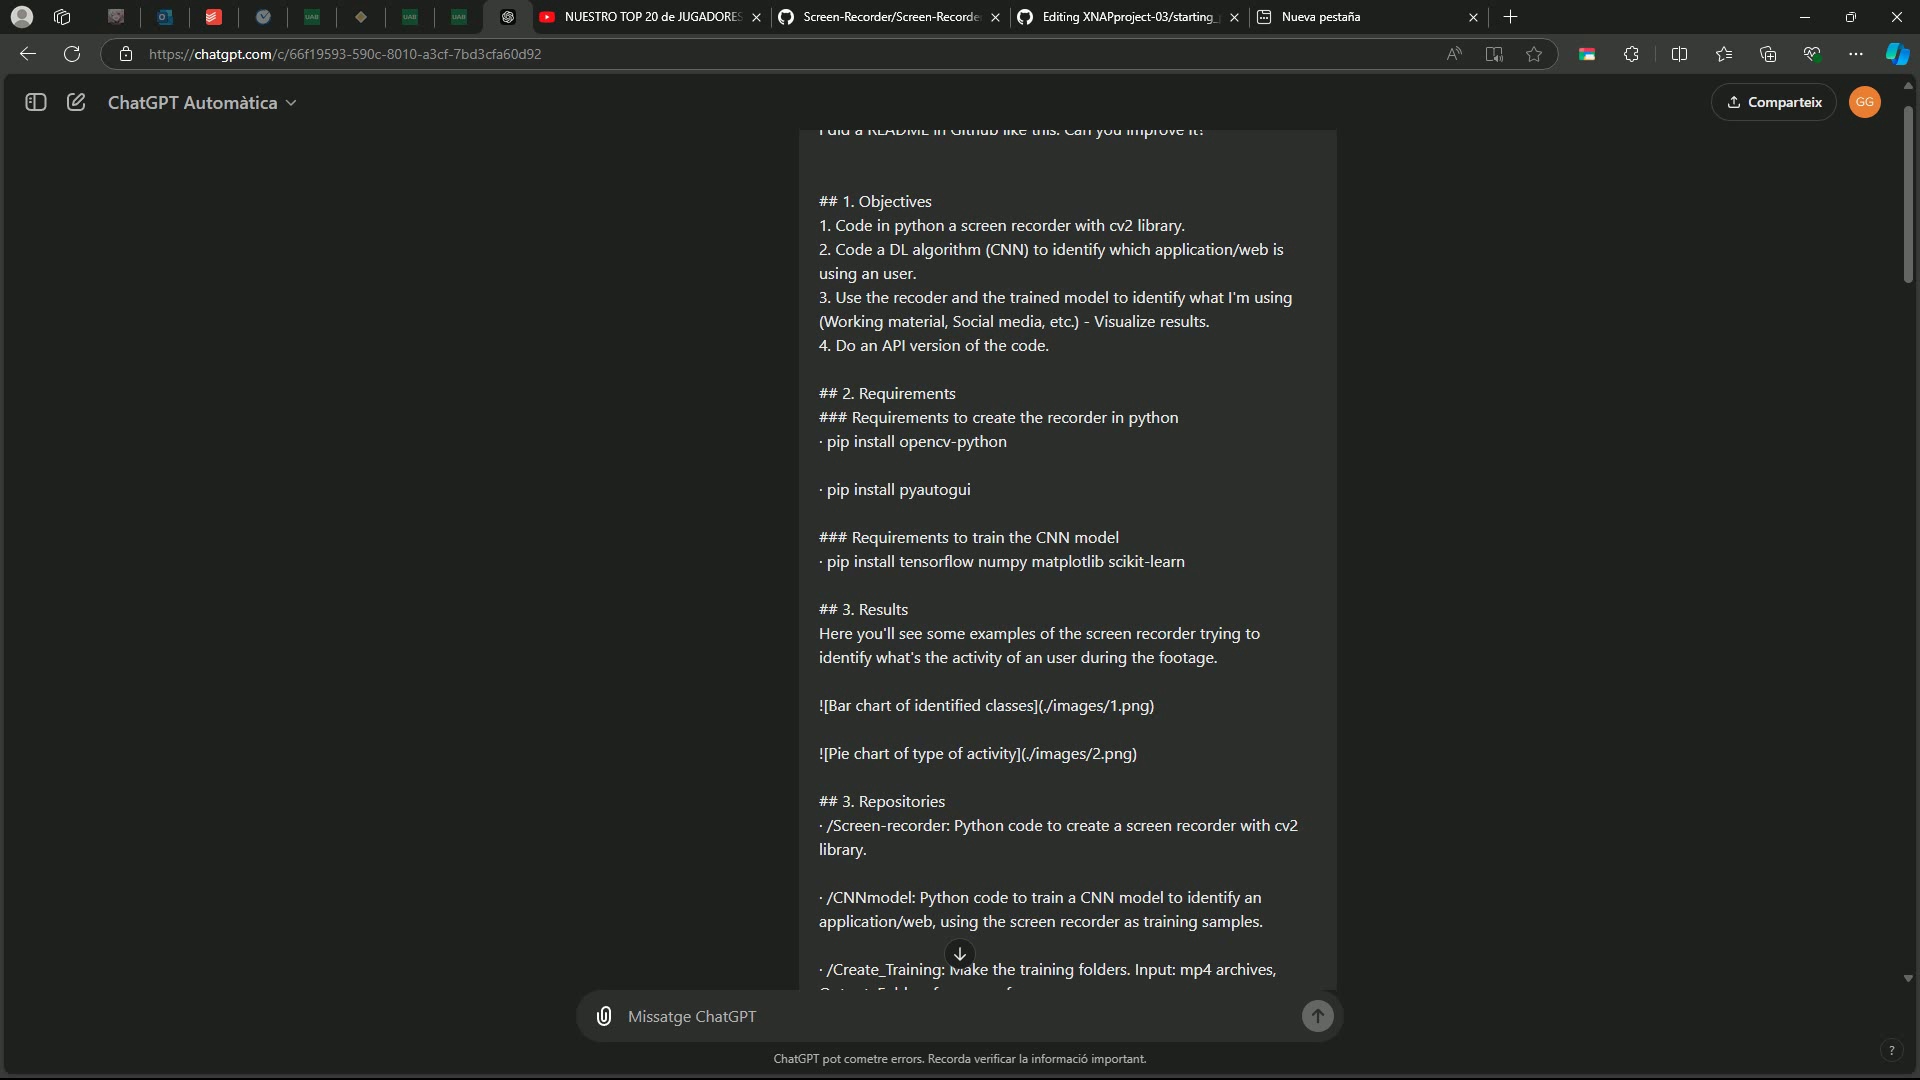 NUESTRO TOP 20 de JUGADORES
Screen-Recorder/Screen-Recorde
Editing XNAPproject-03/starting_
Nueva pestaña
https://chatgpt.com/c/66f19593-590c-8010-a3cf-7bd3cfa60d92
ChatGPT Automàtica
Comparteix
GG
I did a README in Github like this. Can you improve it?
## 1. Objectives
1. Code in python a screen recorder with cv2 library.
2. Code a DL algorithm (CNN) to identify which application/web is
using an user.
3. Use the recoder and the trained model to identify what I'm using
(Working material, Social media, etc.) - Visualize results.
4. Do an API version of the code.
## 2. Requirements
### Requirements to create the recorder in python
· pip install opencv-python
· pip install pyautogui
### Requirements to train the CNN model
· pip install tensorflow numpy matplotlib scikit-learn
## 3. Results
Here you'll see some examples of the screen recorder trying to
identify what's the activity of an user during the footage.
![Bar chart of identified classes](./images/1.png)
![Pie chart of type of activity](./images/2.png)
## 3. Repositories
· /Screen-recorder: Python code to create a screen recorder with cv2
library.
· /CNNmodel: Python code to train a CNN model to identify an
application/web, using the screen recorder as training samples.
· /Create_Training: Make the training folders. Input: mp4 archives,
Missatge ChatGPT
ChatGPT pot cometre errors. Recorda verificar la informació important.
?